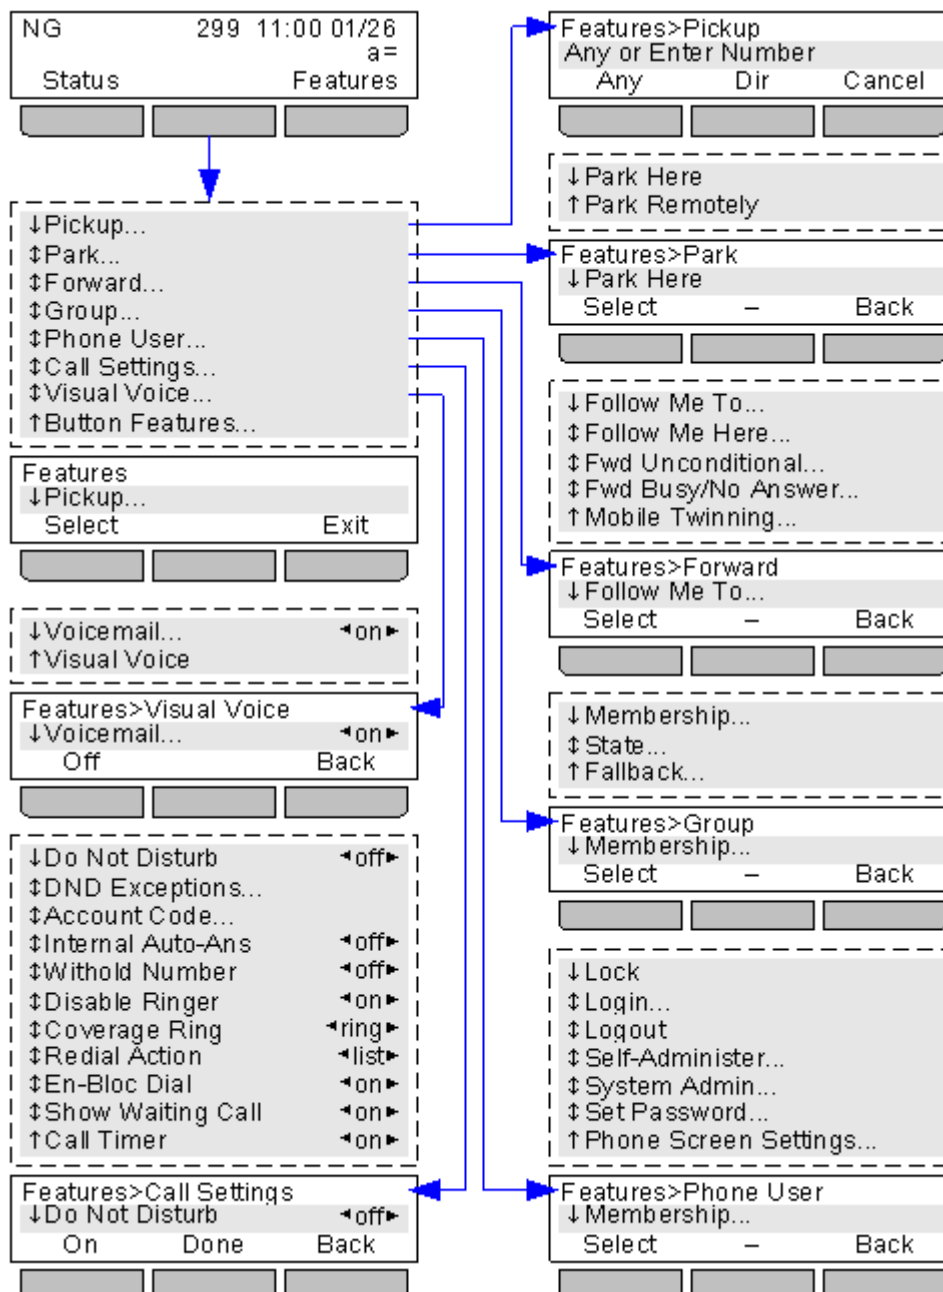 NG 299 11:00 01/26
a=
Status Features
↓Pickup...
↕Park...
↕Forward...
↕Group...
↕Phone User...
↕Call Settings...
↕Visual Voice...
↑Button Features...
Features
↓Pickup...
Select Exit
↓Voicemail... ◂on▸
↑Visual Voice
Features>Visual Voice
↓Voicemail... ◂on▸
Off Back
↓Do Not Disturb ◂off▸
↕DND Exceptions...
↕Account Code...
↕Internal Auto-Ans ◂off▸
↕Withold Number ◂off▸
↕Disable Ringer ◂on▸
↕Coverage Ring ◂ring▸
↕Redial Action ◂list▸
↕En-Bloc Dial ◂on▸
↕Show Waiting Call ◂on▸
↑Call Timer ◂on▸
Features>Call Settings
↓Do Not Disturb ◂off▸
On Done Back
Features>Pickup
Any or Enter Number
Any Dir Cancel
↓Park Here
↑Park Remotely
Features>Park
↓Park Here
Select – Back
↓Follow Me To...
↕Follow Me Here...
↕Fwd Unconditional...
↕Fwd Busy/No Answer...
↑Mobile Twinning...
Features>Forward
↓Follow Me To...
Select – Back
↓Membership...
↕State...
↑Fallback...
Features>Group
↓Membership...
Select – Back
↓Lock
↕Login...
↕Logout
↕Self-Administer...
↕System Admin...
↕Set Password...
↑Phone Screen Settings...
Features>Phone User
↓Membership...
Select – Back